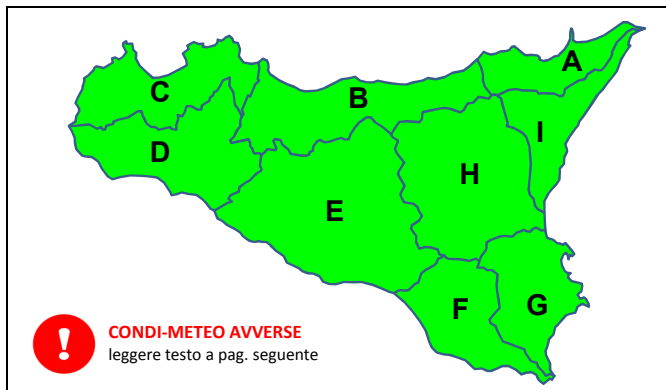 A
B
C
I
D
H
E
F
G
!
CONDI-METEO AVVERSE
leggere testo a pag. seguente